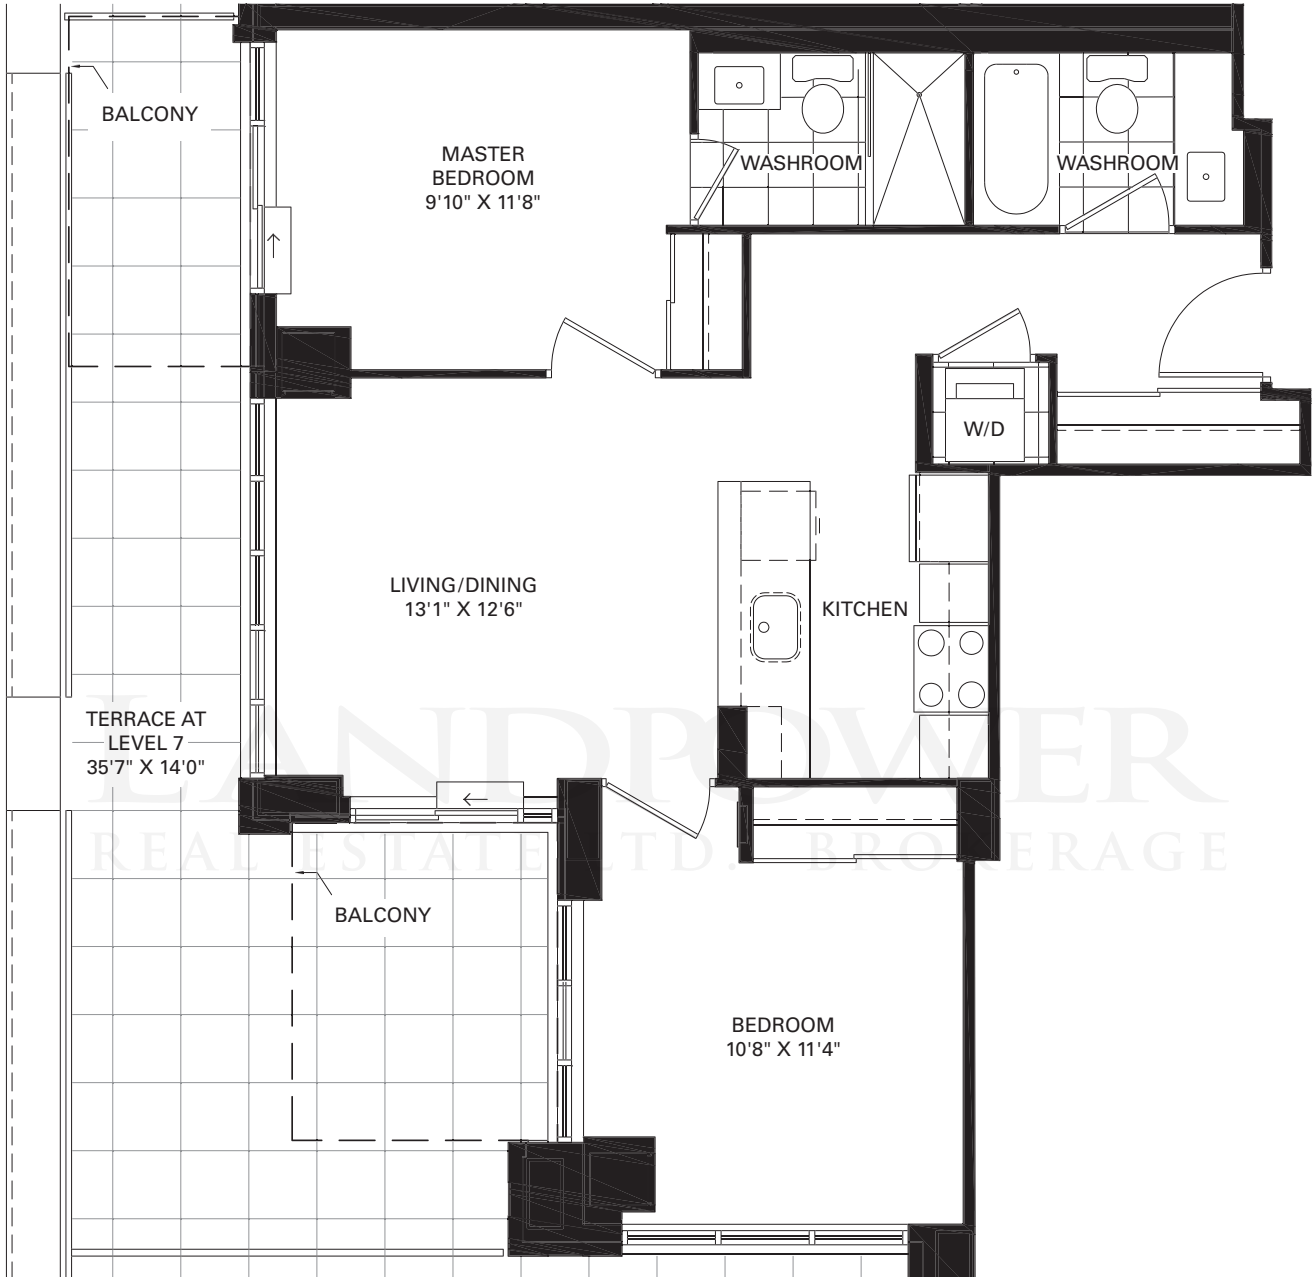 BALCONY
MASTER
BEDROOM
9'10" X 11'8"
WASHROOM
WASHROOM
W/D
LIVING/DINING
13'1" X 12'6"
KITCHEN
TERRACE AT
LEVEL 7
35'7" X 14'0"
LANDPOWER
REAL ESTATE LTD. BROKERAGE
BALCONY
BEDROOM
10'8" X 11'4"